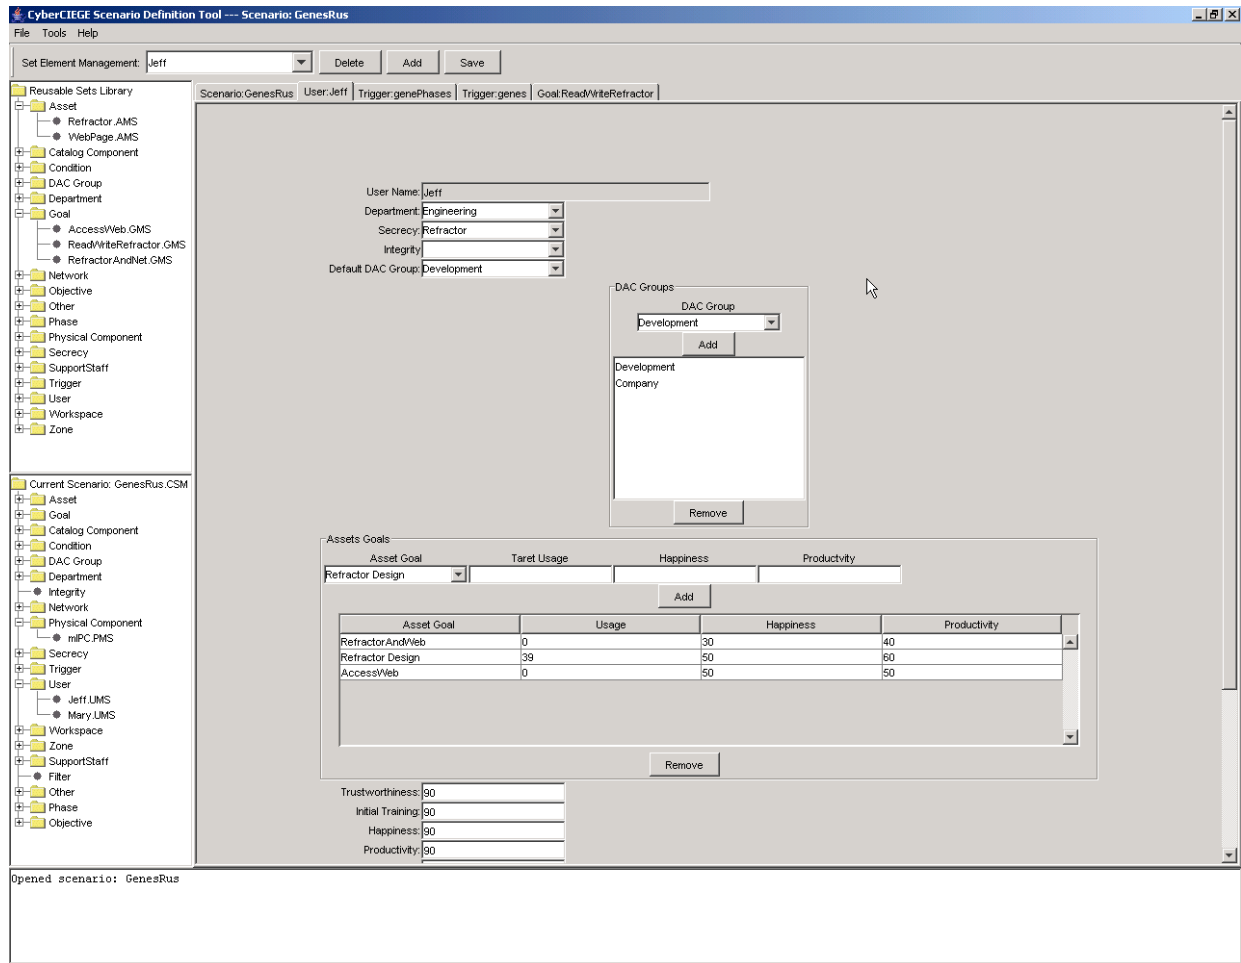 CyberCIEGE Scenario Definition Tool --- Scenario: GenesRus
File Tools Help
Set Element Management: Jeff Delete Add Save
Reusable Sets Library
Asset
Refractor.AMS
WebPage.AMS
Catalog Component
Condition
DAC Group
Department
Goal
AccessWeb.GMS
ReadWriteRefractor.GMS
RefractorAndNet.GMS
Network
Objective
Other
Phase
Physical Component
Secrecy
SupportStaff
Trigger
User
Workspace
Zone
Current Scenario: GenesRus.CSM
Asset
Goal
Catalog Component
Condition
DAC Group
Department
Integrity
Network
Physical Component
mIPC.PMS
Secrecy
Trigger
User
Jeff.UMS
Mary.UMS
Workspace
Zone
SupportStaff
Filter
Other
Phase
Objective
Scenario:GenesRus User:Jeff Trigger:genePhases Trigger:genes Goal:ReadWriteRefractor
User Name: Jeff
Department: Engineering
Secrecy: Refractor
Integrity
Default DAC Group: Development
DAC Groups
DAC Group
Development
Add
Development
Company
Remove
Assets Goals
Asset Goal Taret Usage Happiness Productvity
Refractor Design
Add
Asset Goal Usage Happiness Productivity
RefractorAndWeb 0 30 40
Refractor Design 39 50 60
AccessWeb 0 50 50
Remove
Trustworthiness: 90
Initial Training: 90
Happiness: 90
Productivity: 90
Opened scenario: GenesRus